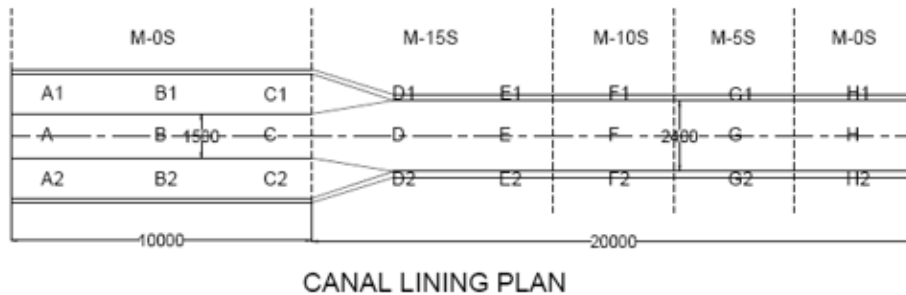 M-0S M-15S M-10S M-5S M-0S
A1 B1 C1 D1 E1 F1 G1 H1
A B 1500 C D E F 2400 G H
A2 B2 C2 D2 E2 F2 G2 H2
10000 20000
CANAL LINING PLAN